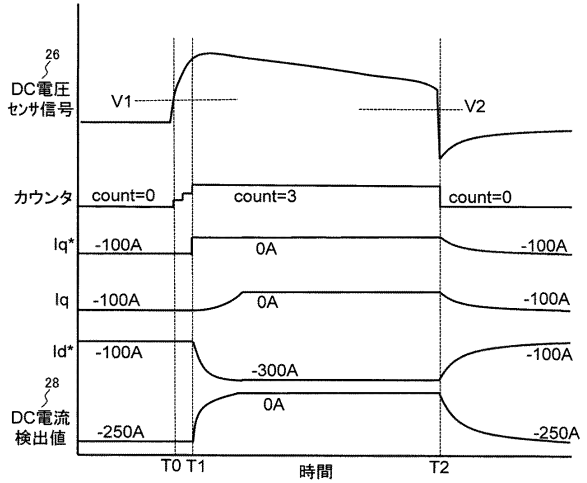 26
DC電圧
センサ信号
V1
V2
カウンタ
count=0
count=3
count=0
Iq*
-100A
0A
-100A
Iq
-100A
0A
-100A
Id*
-100A
-300A
-100A
28
DC電流
検出値
-250A
0A
-250A
T0
T1
時間
T2